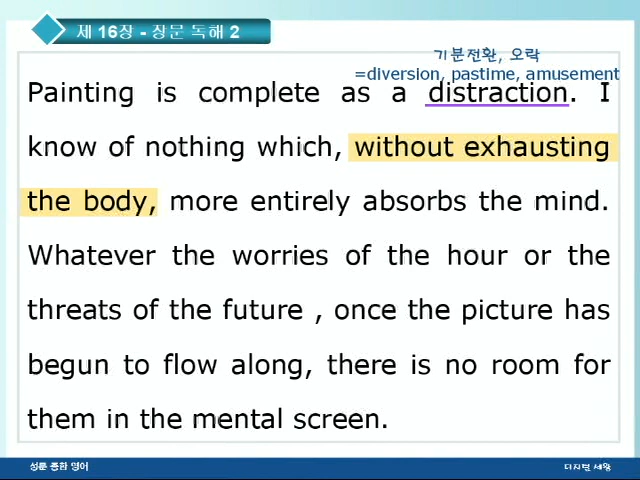 제 16장 - 장문 독해 2
기분전환, 오락
=diversion, pastime, amusement
Painting is complete as a distraction. I
know of nothing which, without exhausting
the body, more entirely absorbs the mind.
Whatever the worries of the hour or the
threats of the future , once the picture has
begun to flow along, there is no room for
them in the mental screen.
성문 종합 영어
디지털 세왕